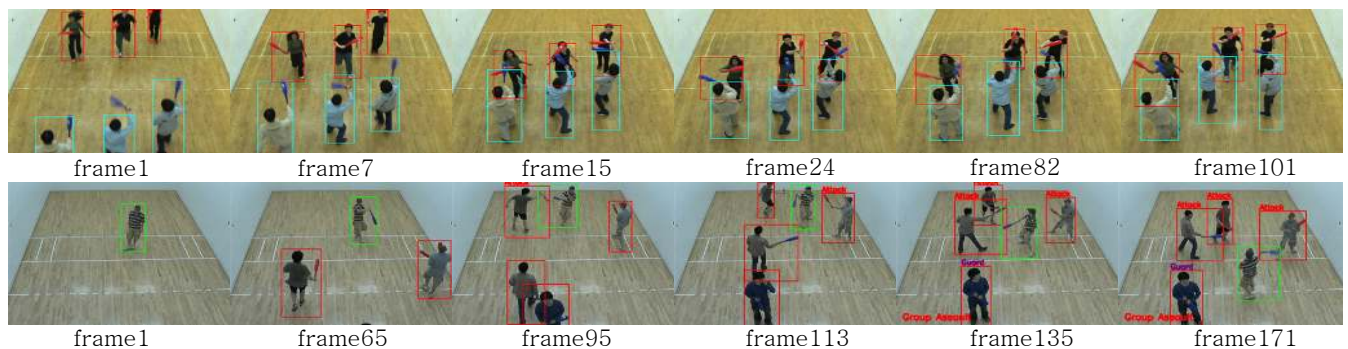 frame1 frame7 frame15 frame24 frame82 frame101
Attack Attack Attack Attack
Attack Attack Attack Attack
Guard Guard
Group Assault Group Assault
frame1 frame65 frame95 frame113 frame135 frame171